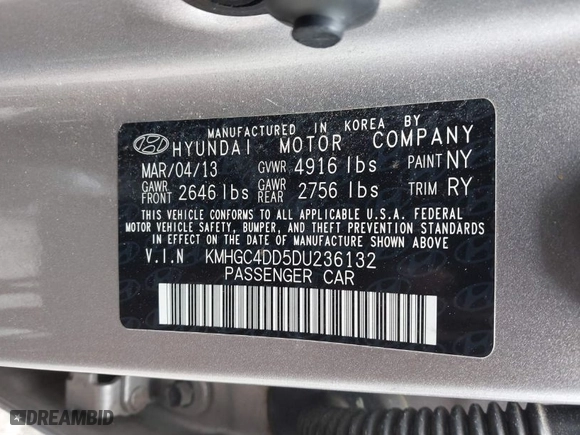 MANUFACTURED IN KOREA BY
HYUNDAI MOTOR COMPANY
MAR/04/13 GVWR 4916 lbs PAINT NY
GAWR FRONT 2646 lbs GAWR REAR 2756 lbs TRIM RY
THIS VEHICLE CONFORMS TO ALL APPLICABLE U.S.A. FEDERAL
MOTOR VEHICLE SAFETY, BUMPER, AND THEFT PREVENTION
STANDARDS IN EFFECT ON THE DATE OF MANUFACTURE SHOWN
ABOVE.
V.I.N KMHGC4DD5DU236132
PASSENGER CAR
DREAMBID